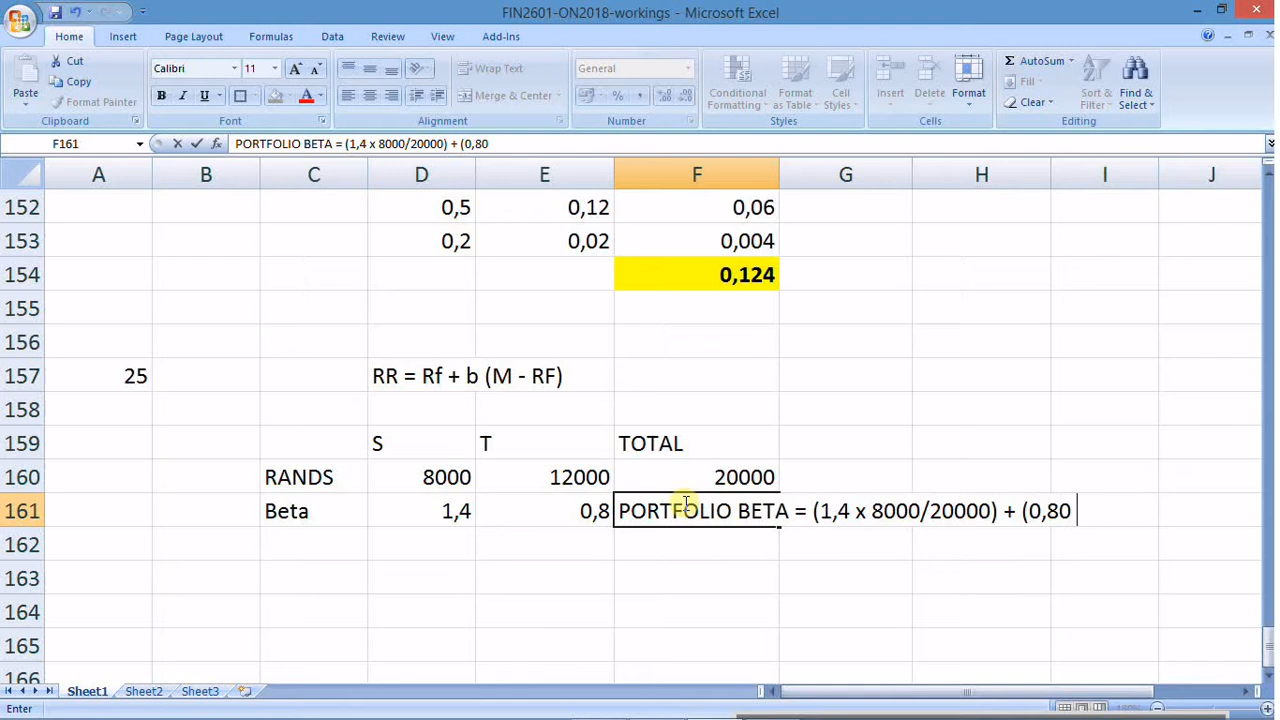 FIN2601-ON2018-workings - Microsoft Excel
Home Insert Page Layout Formulas Data Review View Add-Ins
Cut Calibri 11 Wrap Text General AutoSum
Copy Fill
Paste Format Painter Merge & Center Conditional Formatting Format as Table Cell Styles Insert Delete Format Clear Sort & Filter Find & Select
Clipboard Font Alignment Number Styles Cells Editing
F161 PORTFOLIO BETA = (1,4 x 8000/20000) + (0,80
A B C D E F G H I J
152 0,5 0,12 0,06
153 0,2 0,02 0,004
154 0,124
155
156
157 25 RR = Rf + b (M - RF)
158
159 S T TOTAL
160 RANDS 8000 12000 20000
161 Beta 1,4 0,8 PORTFOLIO BETA = (1,4 x 8000/20000) + (0,80
162
163
164
165
166
Sheet1 Sheet2 Sheet3
Enter